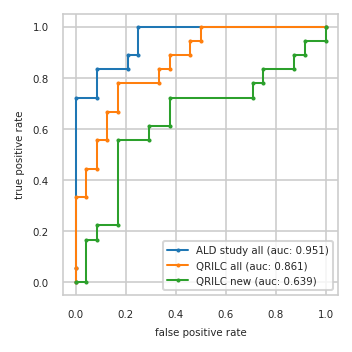 1.0
0.8
0.6
0.4
0.2
0.0
true positive rate
ALD study all (auc: 0.951)
QRILC all (auc: 0.861)
QRILC new (auc: 0.639)
0.0 0.2 0.4 0.6 0.8 1.0
false positive rate